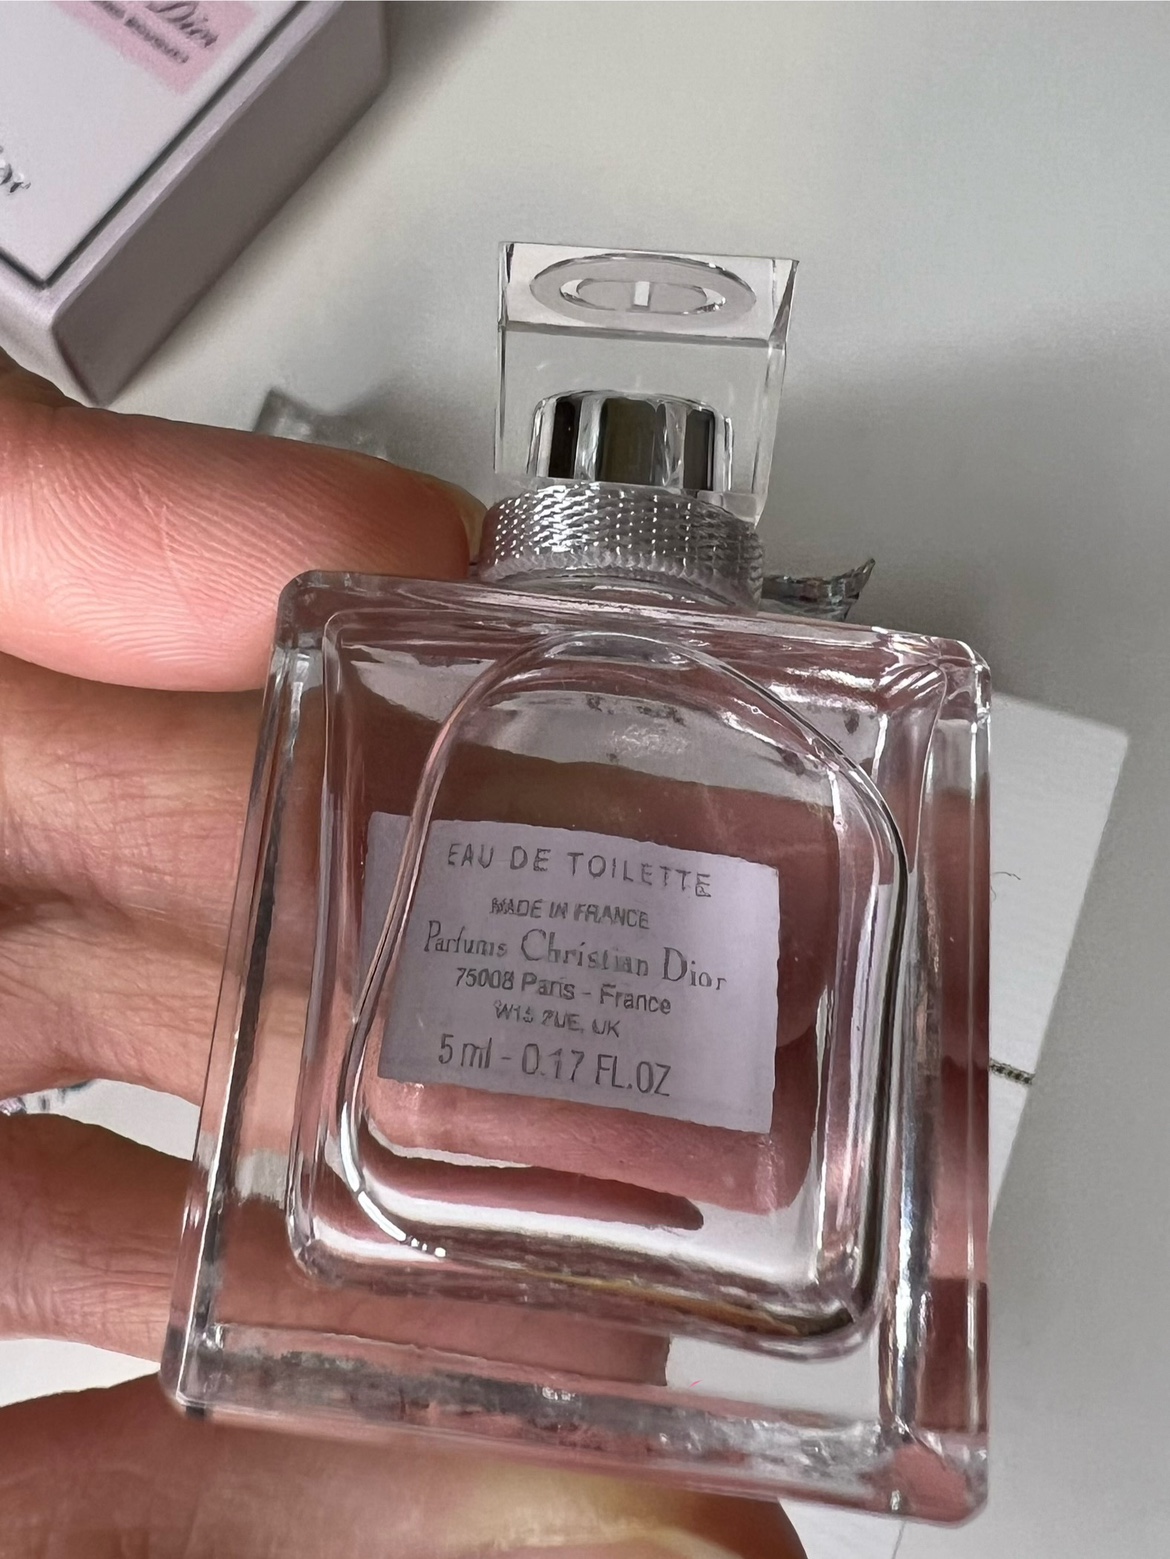 Dior
EAU DE TOILETTE
MADE IN FRANCE
Parfums Christian Dior
75008 Paris - France
2UE, UK
5 ml - 0.17 FL.OZ